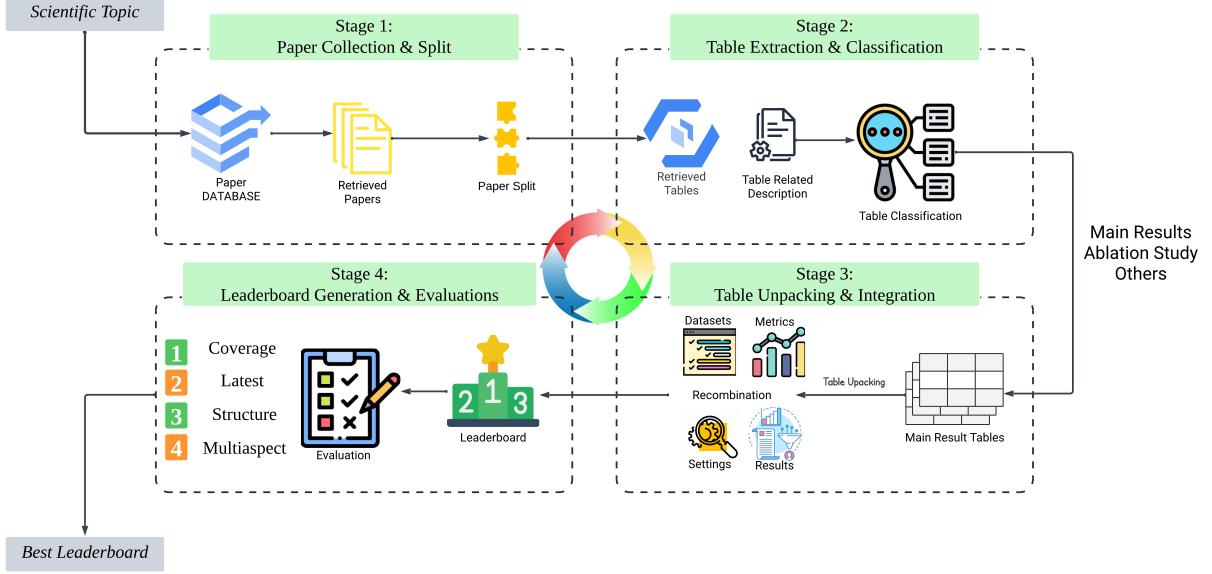 Scientific Topic
Stage 1:
Paper Collection & Split
Paper
DATABASE
Retrieved
Papers
Paper Split
Stage 2:
Table Extraction & Classification
Retrieved
Tables
Table Related
Description
Table Classification
Main Results
Ablation Study
Others
Stage 3:
Table Unpacking & Integration
Datasets
Metrics
Recombination
Settings
Results
Table Upacking
Main Result Tables
Stage 4:
Leaderboard Generation & Evaluations
1 Coverage
2 Latest
3 Structure
4 Multiaspect
Evaluation
2 1 3
Leaderboard
Best Leaderboard